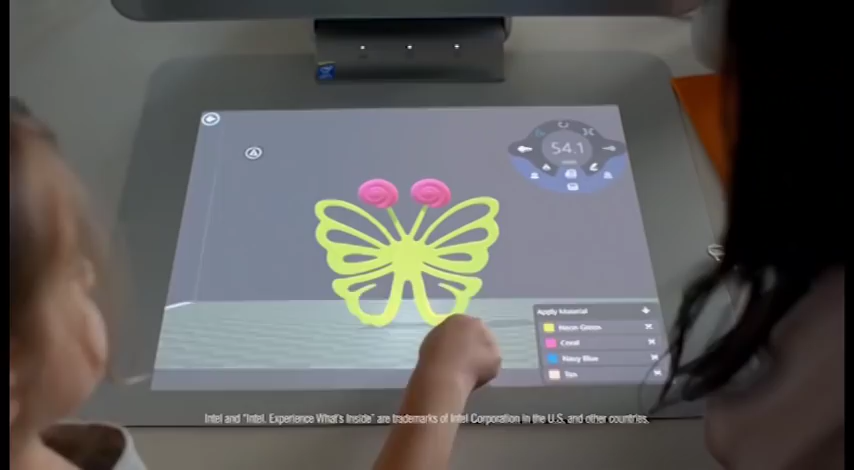 54.1
Apply Material
Neon Green
Coral
Navy Blue
Tan
Intel and "Intel. Experience What's Inside" are trademarks of Intel Corporation in the U.S. and other countries.